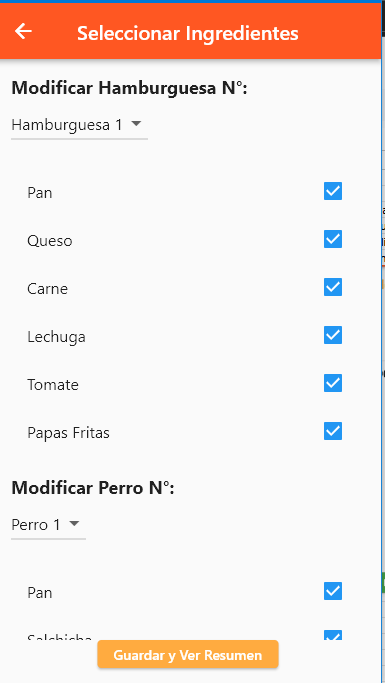 Seleccionar Ingredientes
Modificar Hamburguesa N°:
Hamburguesa 1
Pan
Queso
Carne
Lechuga
Tomate
Papas Fritas
Modificar Perro N°:
Perro 1
Pan
Salchicha
Guardar y Ver Resumen